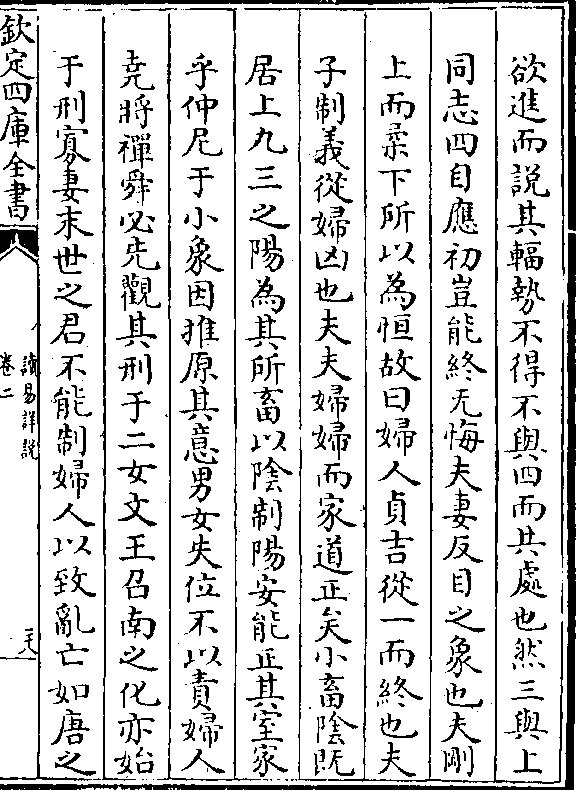 欲進而說其輻勢不得不與四而共處也然三與上
同志四自應初豈能終无悔夫妻反目之象也夫剛
上而柔下所以為恒故曰婦人貞吉從一而終也夫
子制義從婦凶也夫夫婦婦而家道正矣小畜陰既
居上九三之陽為其所畜以陰制陽安能正其室家
乎仲尼于小象因推原其意男女失位不以責婦人
堯將禪舜必先觀其刑于二女文王召南之化亦始
于刑寡妻末世之君不能制婦人以致亂亡如唐之
欽定四庫全書
讀易詳說
卷二
二十八